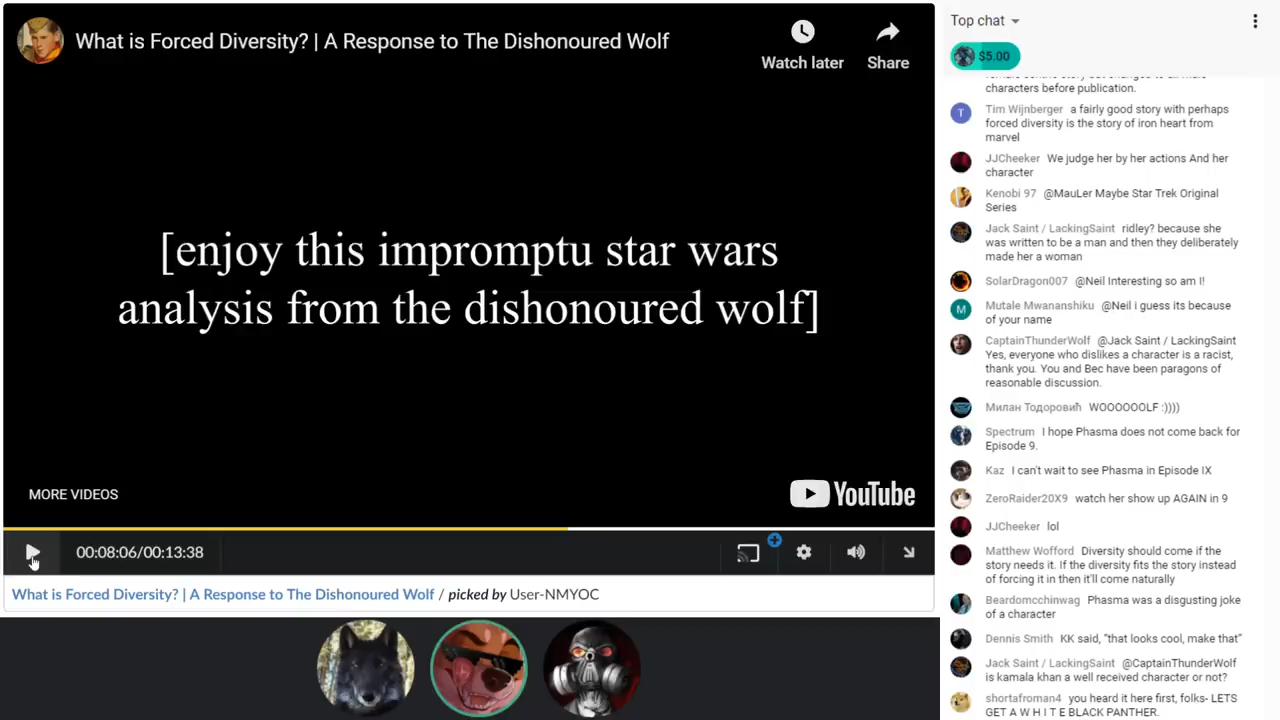 What is Forced Diversity? | A Response to The Dishonoured Wolf
Watch later
Share
[enjoy this impromptu star wars
analysis from the dishonoured wolf]
MORE VIDEOS
YouTube
00:08:06/00:13:38
What is Forced Diversity? | A Response to The Dishonoured Wolf / picked by User-NMYOC
Top chat
$5.00
characters before publication.
T
Tim Wijnberger a fairly good story with perhaps
forced diversity is the story of iron heart from
marvel
JJCheeker We judge her by her actions And her
character
Kenobi 97 @MauLer Maybe Star Trek Original
Series
Jack Saint / LackingSaint ridley? because she
was written to be a man and then they deliberately
made her a woman
SolarDragon007 @Neil Interesting so am I!
M
Mutale Mwananshiku @Neil i guess its because
of your name
CaptainThunderWolf @Jack Saint / LackingSaint
Yes, everyone who dislikes a character is a racist,
thank you. You and Bec have been paragons of
reasonable discussion.
Милан Тодоровић WOOOOOOLF :))))
Spectrum I hope Phasma does not come back for
Episode 9.
Kaz I can't wait to see Phasma in Episode IX
ZeroRaider20X9 watch her show up AGAIN in 9
JJCheeker lol
Matthew Wofford Diversity should come if the
story needs it. If the diversity fits the story instead
of forcing it in then it'll come naturally
Beardomcchinwag Phasma was a disgusting joke
of a character
Dennis Smith KK said, "that looks cool, make that"
Jack Saint / LackingSaint @CaptainThunderWolf
is kamala khan a well received character or not?
shortafroman4 you heard it here first, folks- LETS
GET A W H I T E BLACK PANTHER.